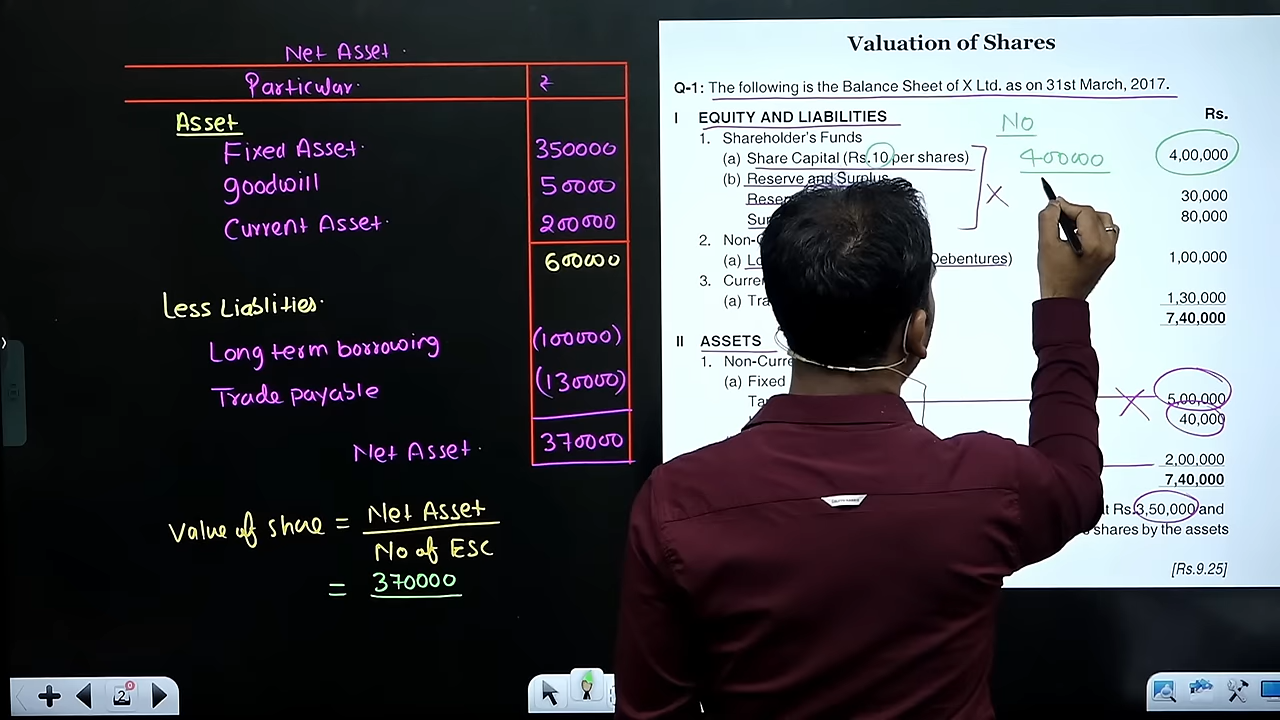 Net Asset.
Particular. ₹
Asset
Fixed Asset. 350000
goodwill 50000
Current Asset. 200000
600000
Less Liablities.
Long term borrowing (100000)
Trade payable (130000)
Net Asset. 370000
Value of share = Net Asset
No of ESC
= 370000
2
Valuation of Shares
Q-1: The following is the Balance Sheet of X Ltd. as on 31st March, 2017.
I EQUITY AND LIABILITIES Rs.
No
1. Shareholder's Funds
(a) Share Capital (Rs.10 per shares) 400000 4,00,000
(b) Reserve and Surplus
30,000
80,000
2.
(a) Debentures) 1,00,000
3.
(a) 1,30,000
7,40,000
II ASSETS
1.
(a) Fixed
5,00,000
40,000
2,00,000
7,40,000
Rs.3,50,000 and
shares by the assets
[Rs.9.25]